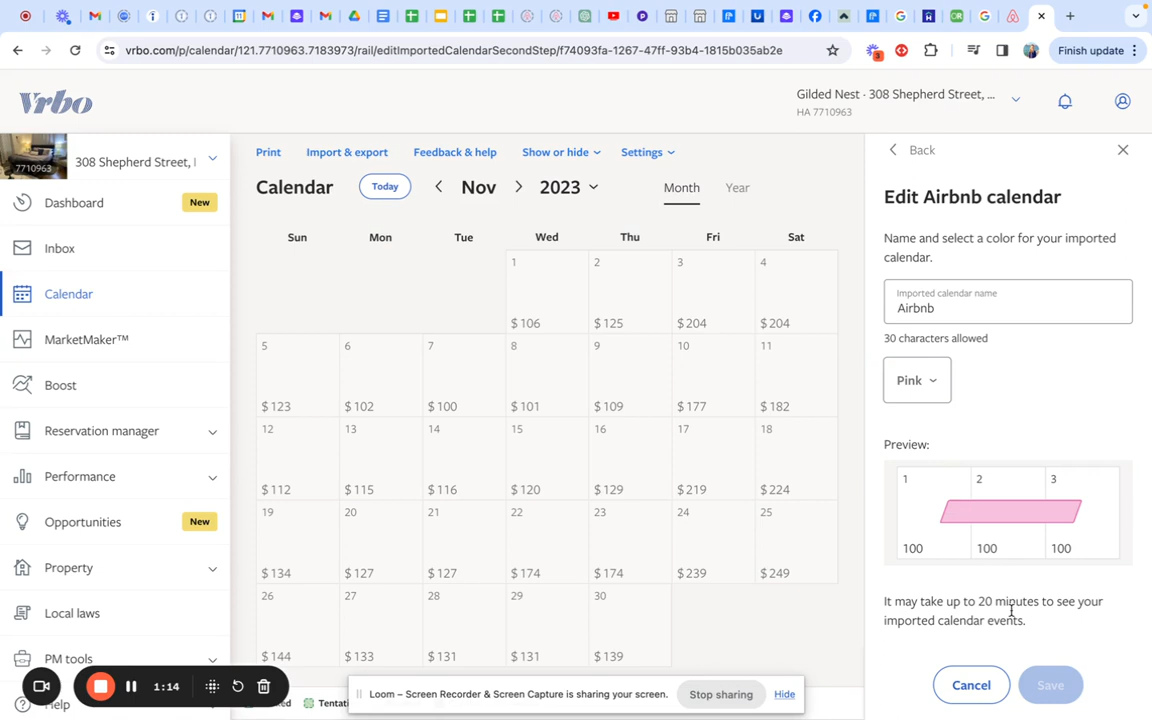 vrbo.com/p/calendar/121.7710963.7183973/rail/editImportedCalendarSecondStep/f74093fa-1267-47ff-93b4-1815b035ab2e
3
Finish update
Vrbo
Gilded Nest · 308 Shepherd Street, ...
HA 7710963
7710963
308 Shepherd Street, I
Dashboard
New
Inbox
Calendar
MarketMaker™
Boost
Reservation manager
Performance
Opportunities
New
Property
Local laws
PM tools
Help
Print
Import & export
Feedback & help
Show or hide
Settings
Calendar
Today
Nov
2023
Month
Year
Sun Mon Tue Wed Thu Fri Sat
1 2 3 4
$ 106 $ 125 $ 204 $ 204
5 6 7 8 9 10 11
$ 123 $ 102 $ 100 $ 101 $ 109 $ 177 $ 182
12 13 14 15 16 17 18
$ 112 $ 115 $ 116 $ 120 $ 129 $ 219 $ 224
19 20 21 22 23 24 25
$ 134 $ 127 $ 127 $ 174 $ 174 $ 239 $ 249
26 27 28 29 30
$ 144 $ 133 $ 131 $ 131 $ 139
Back
Edit Airbnb calendar
Name and select a color for your imported
calendar.
Imported calendar name
Airbnb
30 characters allowed
Pink
Preview:
1 2 3
100 100 100
It may take up to 20 minutes to see your
imported calendar events.
Cancel
Save
1:14
Tentati
Loom – Screen Recorder & Screen Capture is sharing your screen.
Stop sharing
Hide